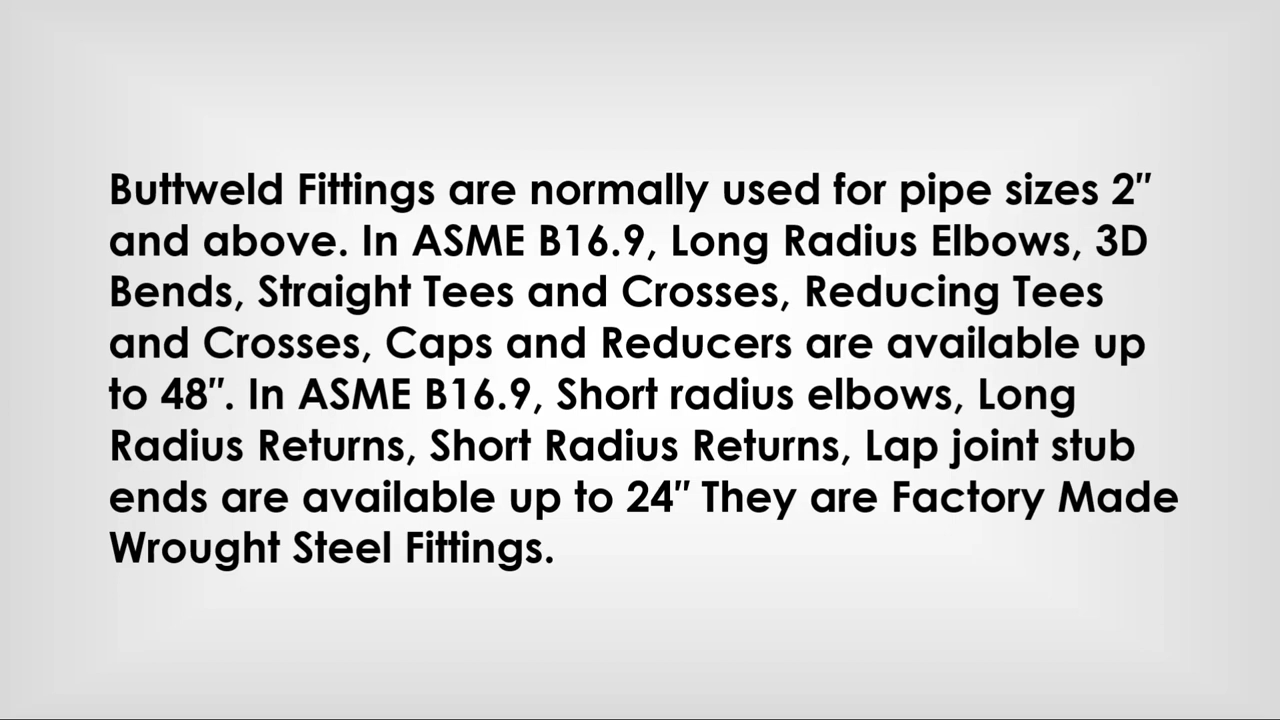 Buttweld Fittings are normally used for pipe sizes 2″
and above. In ASME B16.9, Long Radius Elbows, 3D
Bends, Straight Tees and Crosses, Reducing Tees
and Crosses, Caps and Reducers are available up
to 48″. In ASME B16.9, Short radius elbows, Long
Radius Returns, Short Radius Returns, Lap joint stub
ends are available up to 24″ They are Factory Made
Wrought Steel Fittings.